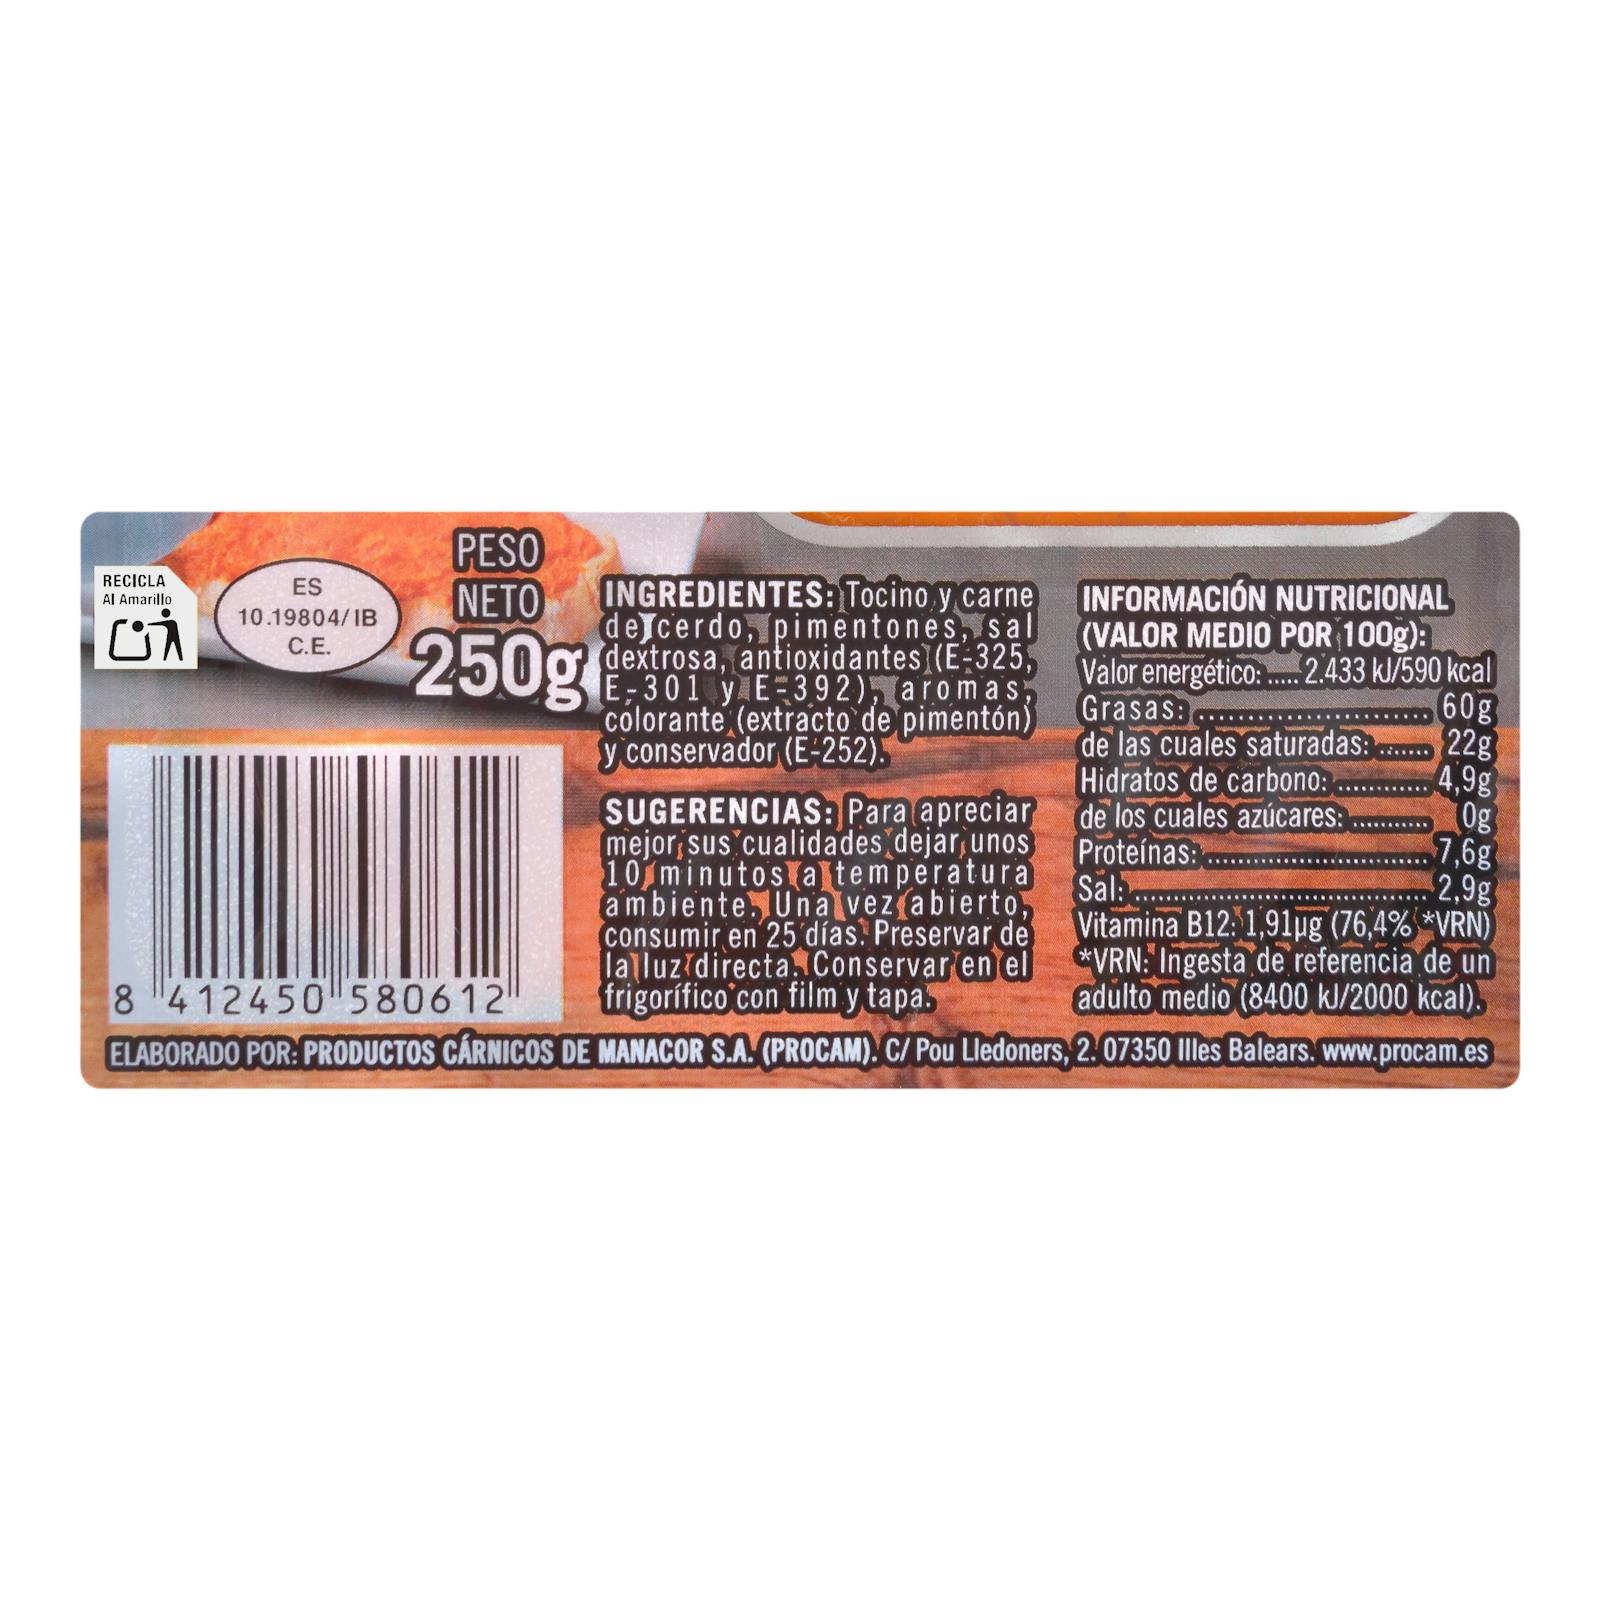 RECICLA
Al Amarillo
ES
10.19804/IB
C.E.
PESO
NETO
250g
8 412450 580612
INGREDIENTES: Tocino y carne
de cerdo, pimentones, sal
dextrosa, antioxidantes (E-325,
E-301 y E-392), aromas,
colorante (extracto de pimentón)
y conservador (E-252).
SUGERENCIAS: Para apreciar
mejor sus cualidades dejar unos
10 minutos a temperatura
ambiente. Una vez abierto,
consumir en 25 días. Preservar de
la luz directa. Conservar en el
frigorífico con film y tapa.
INFORMACIÓN NUTRICIONAL
(VALOR MEDIO POR 100g):
Valor energético: ..... 2.433 kJ/590 kcal
Grasas: .......................... 60g
de las cuales saturadas: ....... 22g
Hidratos de carbono: ............ 4,9g
de los cuales azúcares: ........... 0g
Proteínas: .......................... 7,6g
Sal: .................................. 2,9g
Vitamina B12: 1,91µg (76,4% *VRN)
*VRN: Ingesta de referencia de un
adulto medio (8400 kJ/2000 kcal).
ELABORADO POR: PRODUCTOS CÁRNICOS DE MANACOR S.A. (PROCAM). C/ Pou Lledoners, 2. 07350 Illes Balears. www.procam.es